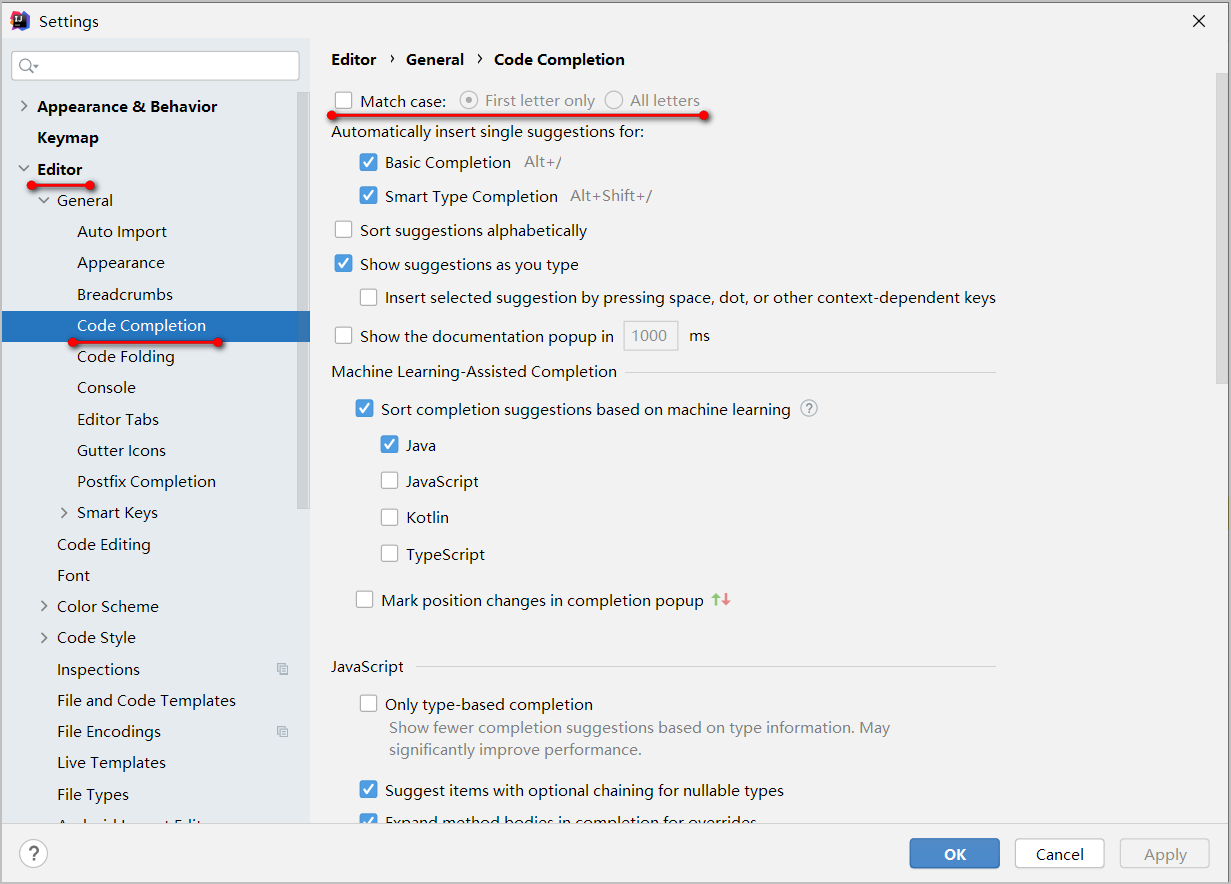 Settings
Appearance & Behavior
Keymap
Editor
General
Auto Import
Appearance
Breadcrumbs
Code Completion
Code Folding
Console
Editor Tabs
Gutter Icons
Postfix Completion
Smart Keys
Code Editing
Font
Color Scheme
Code Style
Inspections
File and Code Templates
File Encodings
Live Templates
File Types
Editor › General › Code Completion
Match case: First letter only All letters
Automatically insert single suggestions for:
Basic Completion Alt+/
Smart Type Completion Alt+Shift+/
Sort suggestions alphabetically
Show suggestions as you type
Insert selected suggestion by pressing space, dot, or other context-dependent keys
Show the documentation popup in 1000 ms
Machine Learning-Assisted Completion
Sort completion suggestions based on machine learning ?
Java
JavaScript
Kotlin
TypeScript
Mark position changes in completion popup
JavaScript
Only type-based completion
Show fewer completion suggestions based on type information. May
significantly improve performance.
Suggest items with optional chaining for nullable types
Expand method bodies in completion for overrides
? OK Cancel Apply